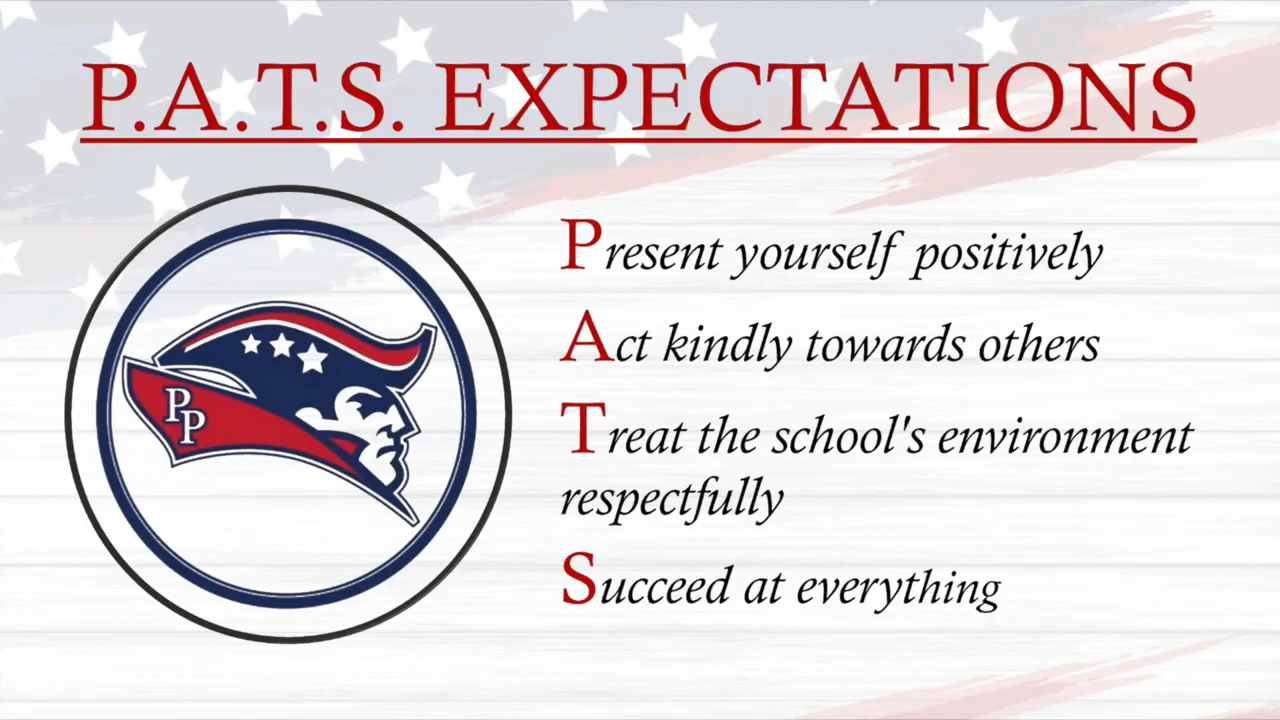 P.A.T.S. EXPECTATIONS
PP
Present yourself positively
Act kindly towards others
Treat the school's environment
respectfully
Succeed at everything